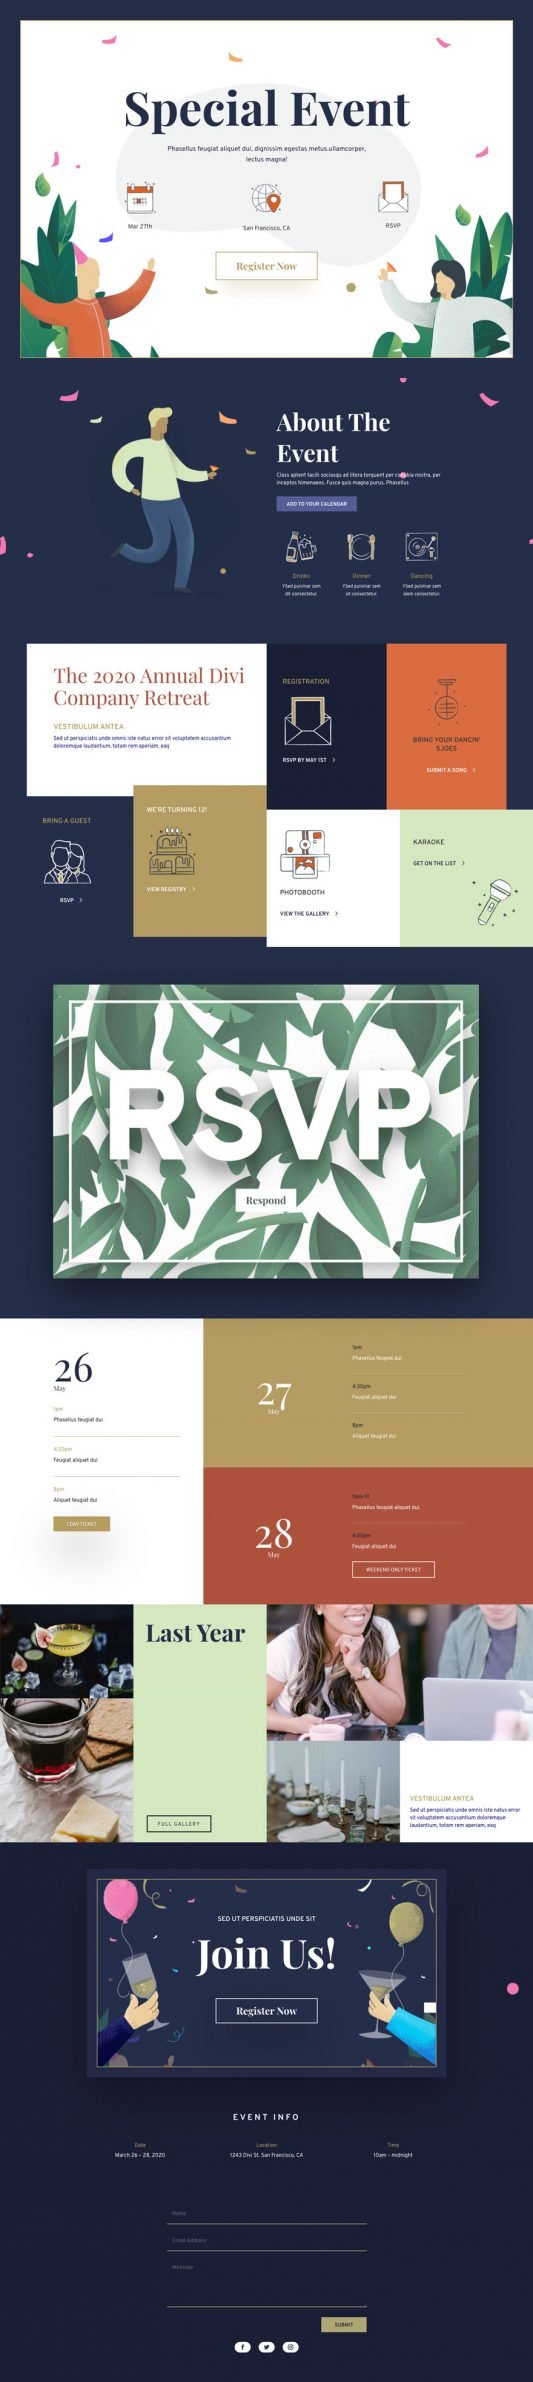 Special Event
Phasellus feugiat aliquet dui, dignissim egestas metus.ullamcorper,
lectus magna!
Mar 27th
San Francisco, CA
RSVP
Register Now
About The
Event
Class aptent taciti sociosqu ad litora torquent per conubia nostra, per
inceptos himenaeos. Fusce quis magna purus. Phasellus
ADD TO YOUR CALENDAR
Drinks
YSed pulvinar sem
dit consectetur.
Dinner
YSed pulvinar sem
sit consectetur.
Dancing
YSed pulvinar sem
alem consectetur.
The 2020 Annual Divi
Company Retreat
VESTIBULUM ANTEA
Sed ut perspiciatis unde omnis iste natus error sit voluptatem accusantium
doloremque laudantium, totam rem aperiam, eaq
REGISTRATION
RSVP BY MAY 1ST >
BRING YOUR DANCIN'
SJOES
SUBMIT A SONG >
BRING A GUEST
RSVP >
WE'RE TURNING 12!
VIEW REGISTRY >
PHOTOBOOTH
VIEW THE GALLERY >
KARAOKE
GET ON THE LIST >
RSVP
Respond
26
May
1am
Phasellus feugiat dui
4:30pm
Feugiat aliquet dui
8pm
Aliquet feugiat dui
1 DAY TICKET
27
May
1pm
Phasellus feugiat dui
4:30pm
Feugiat aliquet dui
8pm
Aliquet feugiat dui
28
May
Item 01
Phasellus feugiat aliquet dui
4:30pm
Feugiat aliquet dui
WEEKEND ONLY TICKET
Last Year
FULL GALLERY
VESTIBULUM ANTEA
Sed ut perspiciatis unde omnis iste natus error
sit voluptatem accusantium doloremque
laudantium, totam rem aperiam, eaq
SED UT PERSPICIATIS UNDE SIT
Join Us!
Register Now
EVENT INFO
Date
March 26 – 28, 2020
Location
1243 Divi St. San Francisco, CA
Time
10am – midnight
Name
Email Address
Message
SUBMIT